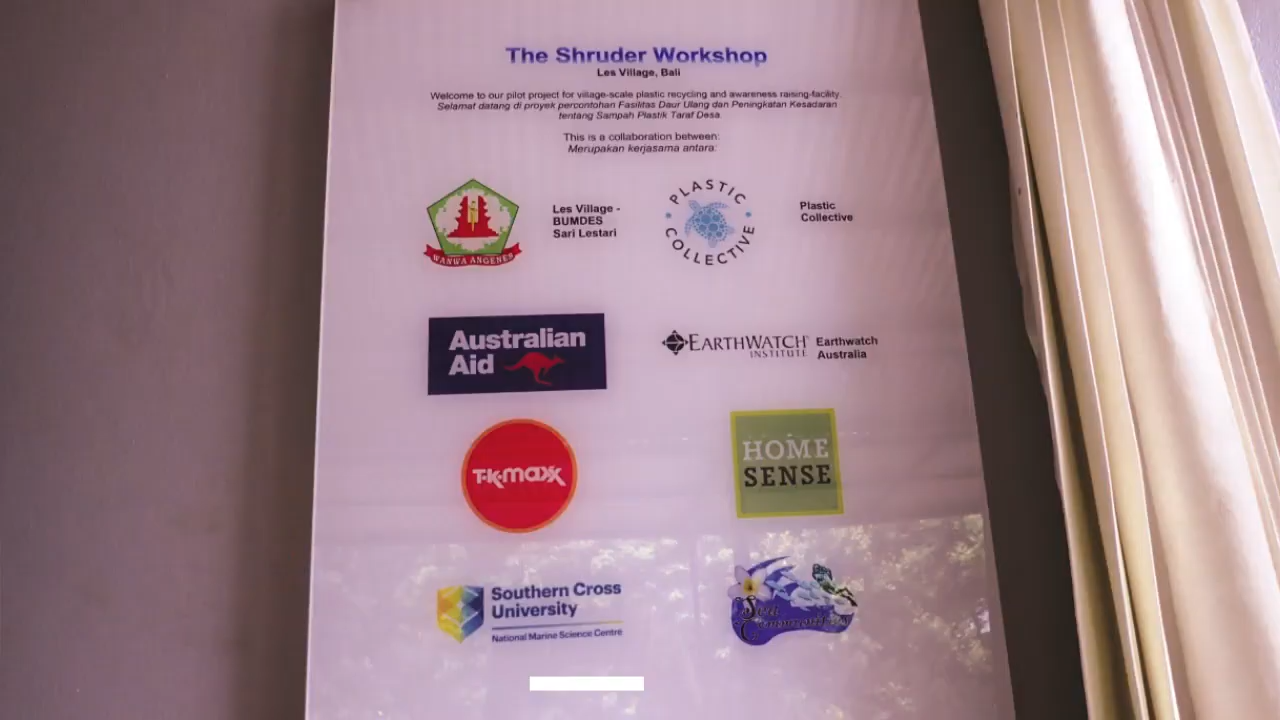 The Shruder Workshop
Les Village, Bali
Welcome to our pilot project for village-scale plastic recycling and awareness raising-facility.
Selamat datang di proyek percontohan Fasilitas Daur Ulang dan Peningkatan Kesadaran
tentang Sampah Plastik Taraf Desa.
This is a collaboration between:
Merupakan kerjasama antara:
WANWA ANGENES
Les Village -
BUMDES
Sari Lestari
PLASTIC
COLLECTIVE
Plastic
Collective
Australian
Aid
EARTHWATCH
INSTITUTE
Earthwatch
Australia
T·K·maxx
HOME
SENSE
Southern Cross
University
National Marine Science Centre
Communities